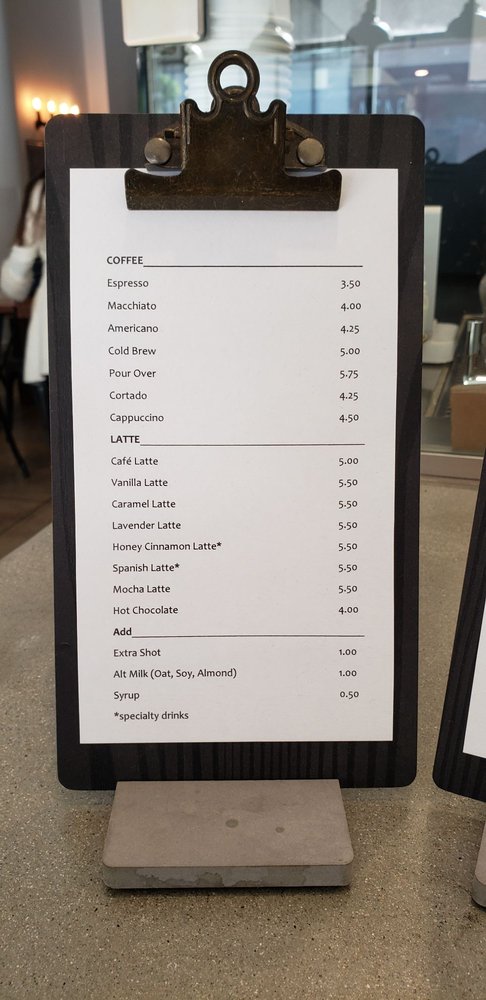 COFFEE
Espresso 3.50
Macchiato 4.00
Americano 4.25
Cold Brew 5.00
Pour Over 5.75
Cortado 4.25
Cappuccino 4.50
LATTE
Café Latte 5.00
Vanilla Latte 5.50
Caramel Latte 5.50
Lavender Latte 5.50
Honey Cinnamon Latte* 5.50
Spanish Latte* 5.50
Mocha Latte 5.50
Hot Chocolate 4.00
Add
Extra Shot 1.00
Alt Milk (Oat, Soy, Almond) 1.00
Syrup 0.50
*specialty drinks